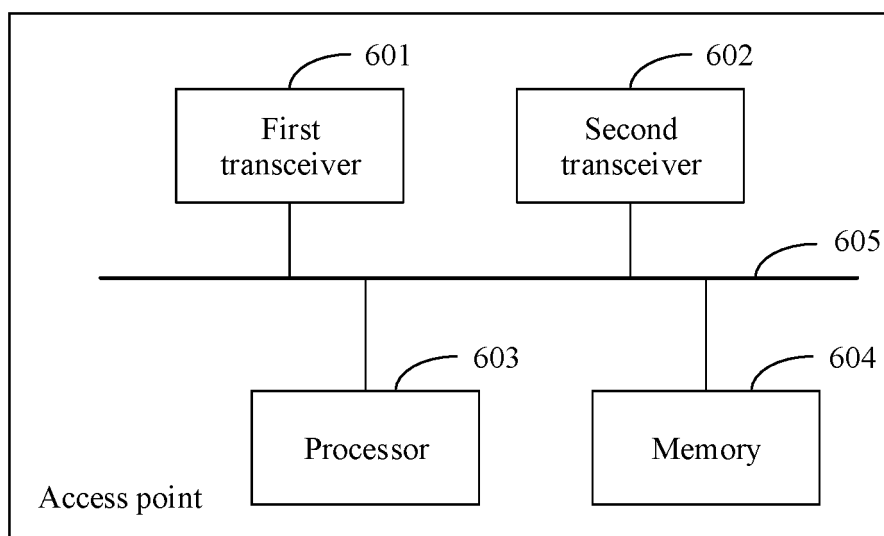 601
602
First
transceiver
Second
transceiver
605
603
604
Processor
Memory
Access point